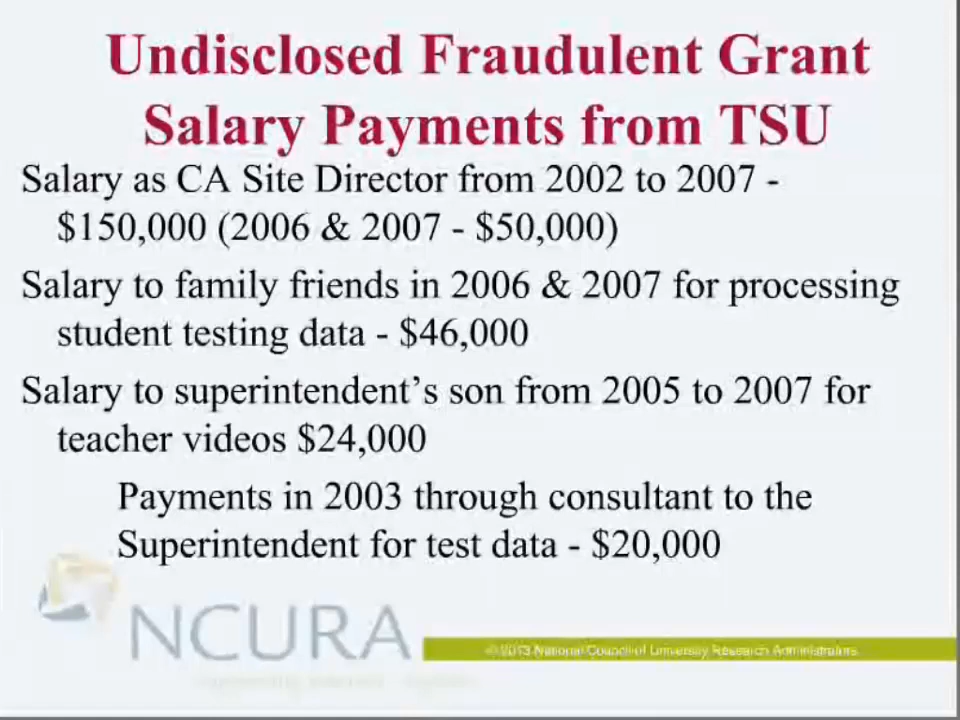 Undisclosed Fraudulent Grant
Salary Payments from TSU
Salary as CA Site Director from 2002 to 2007 -
$150,000 (2006 & 2007 - $50,000)
Salary to family friends in 2006 & 2007 for processing
student testing data - $46,000
Salary to superintendent's son from 2005 to 2007 for
teacher videos $24,000
Payments in 2003 through consultant to the
Superintendent for test data - $20,000
NCURA
© 2013 National Council of University Research Administrators